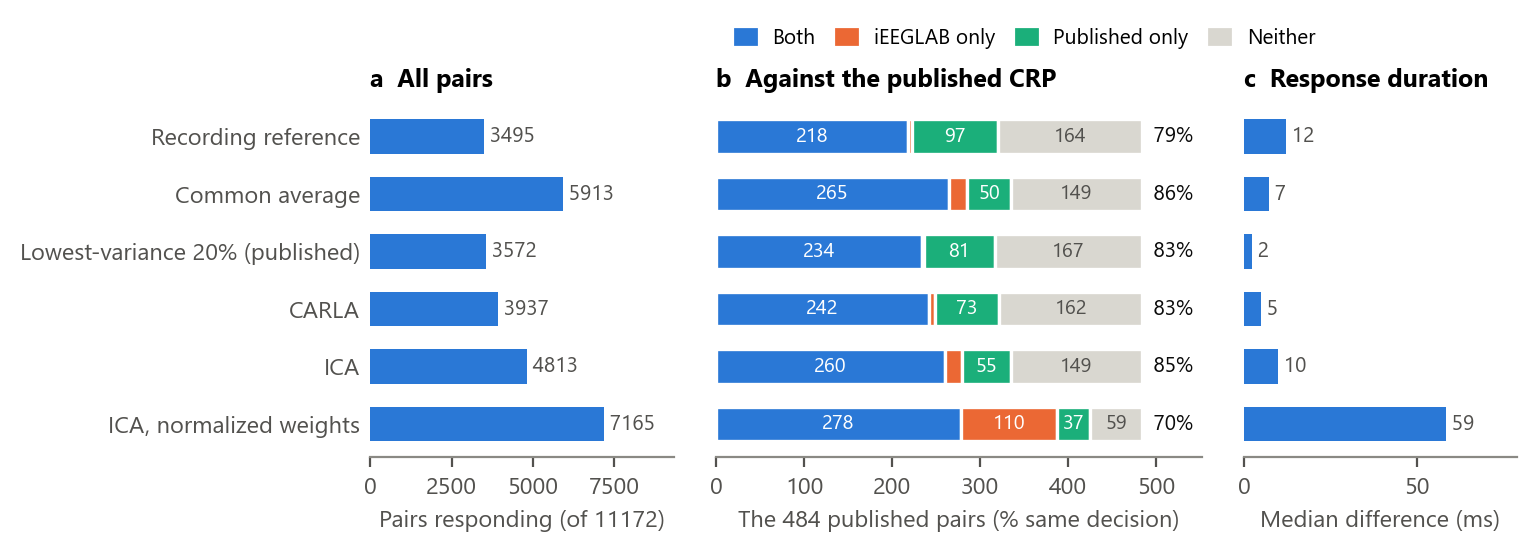 Both iEEGLAB only Published only Neither
a All pairs
b Against the published CRP
c Response duration
Recording reference 3495 218 97 164 79% 12
Common average 5913 265 50 149 86% 7
Lowest-variance 20% (published) 3572 234 81 167 83% 2
CARLA 3937 242 73 162 83% 5
ICA 4813 260 55 149 85% 10
ICA, normalized weights 7165 278 110 37 59 70% 59
0 2500 5000 7500 0 100 200 300 400 500 0 50
Pairs responding (of 11172)
The 484 published pairs (% same decision)
Median difference (ms)